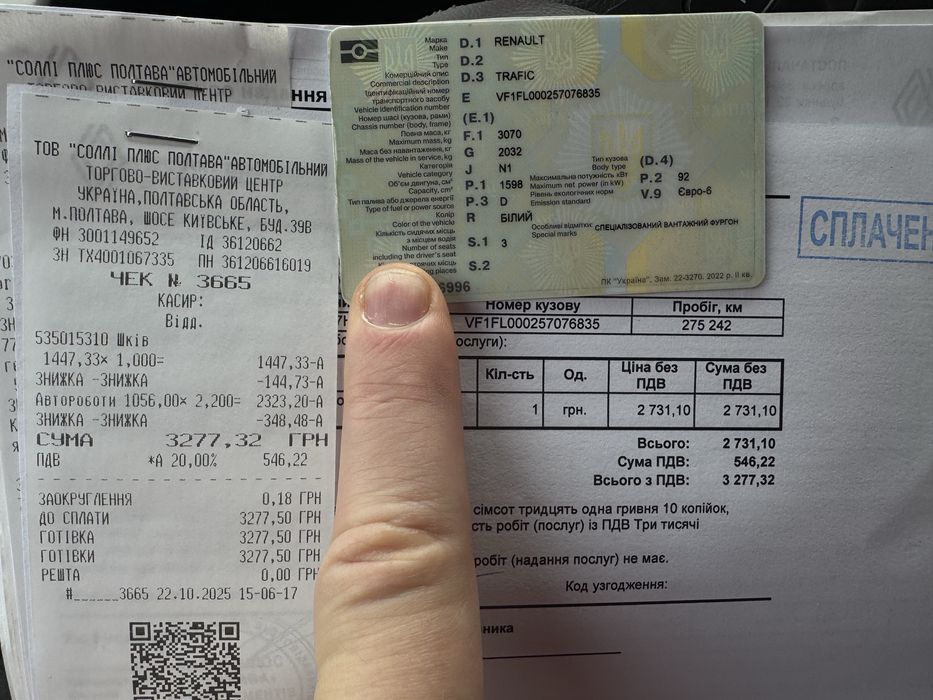 "СОЛЛІ ПЛЮС ПОЛТАВА"АВТОМОБІЛЬНИЙ
ТОРГОВО-ВИСТАВКОВИЙ ЦЕНТР
ННЯ
ТОВ "СОЛЛІ ПЛЮС ПОЛТАВА"АВТОМОБІЛЬНИЙ
ТОРГОВО-ВИСТАВКОВИЙ ЦЕНТР
УКРАЇНА,ПОЛТАВСЬКА ОБЛАСТЬ,
М.ПОЛТАВА, ШОСЕ КИЇВСЬКЕ, БУД.39В
ФН 3001149652 ІД 36120662
ЗН ТХ4001067335 ПН 361206616019
ЧЕК № 3665
КАСИР:
Відд.
535015310 Шків
1447,33× 1,000= 1447,33-А
ЗНИЖКА -ЗНИЖКА -144,73-А
Автороботи 1056,00× 2,200= 2323,20-А
ЗНИЖКА -ЗНИЖКА -348,48-А
СУМА 3277,32 ГРН
ПДВ *А 20,00% 546,22
ЗАОКРУГЛЕННЯ 0,18 ГРН
ДО СПЛАТИ 3277,50 ГРН
ГОТІВКА 3277,50 ГРН
ГОТІВКИ 3277,50 ГРН
РЕШТА 0,00 ГРН
#______3665 22.10.2025 15-06-17
Марка
Make D.1 RENAULT
Тип
Type D.2
Комерційний опис
Commercial description D.3 TRAFIC
Ідентифікаційний номер
транспортного засобу E VF1FL000257076835
Vehicle identification number
Номер шасі (кузова, рами) (E.1)
Chassis number (body, frame)
Повна маса, кг F.1 3070
Maximum mass, kg
Маса без навантаження, кг G 2032
Mass of the vehicle in service, kg
Категорія J N1
Vehicle category
Об'єм двигуна, см³ P.1 1598
Capacity, cm³
Тип палива або джерела енергії P.3 D
Type of fuel or power source
Колір R БІЛИЙ
Color of the vehicle
Кількість сидячих місць
з місцем водія S.1 3
Number of seats
including the driver's seat
S.2
Тип кузова (D.4)
Body type
Максимальна потужність кВт P.2 92
Maximum net power (in kW)
Рівень екологічних норм V.9 Євро-6
Emission standard
Особливі відмітки СПЕЦІАЛІЗОВАНИЙ ВАНТАЖНИЙ ФУРГОН
Special marks
ПК "Україна". Зам. 22-3270. 2022 р. ІІ кв.
6996
СПЛАЧЕН
Номер кузову Пробіг, км
VF1FL000257076835 275 242
ослуги):
Кіл-сть Од. Ціна без ПДВ Сума без ПДВ
1 грн. 2 731,10 2 731,10
Всього: 2 731,10
Сума ПДВ: 546,22
Всього з ПДВ: 3 277,32
сімсот тридцять одна гривня 10 копійок,
сть робіт (послуг) із ПДВ Три тисячі
робіт (надання послуг) не має.
Код узгодження:
ника